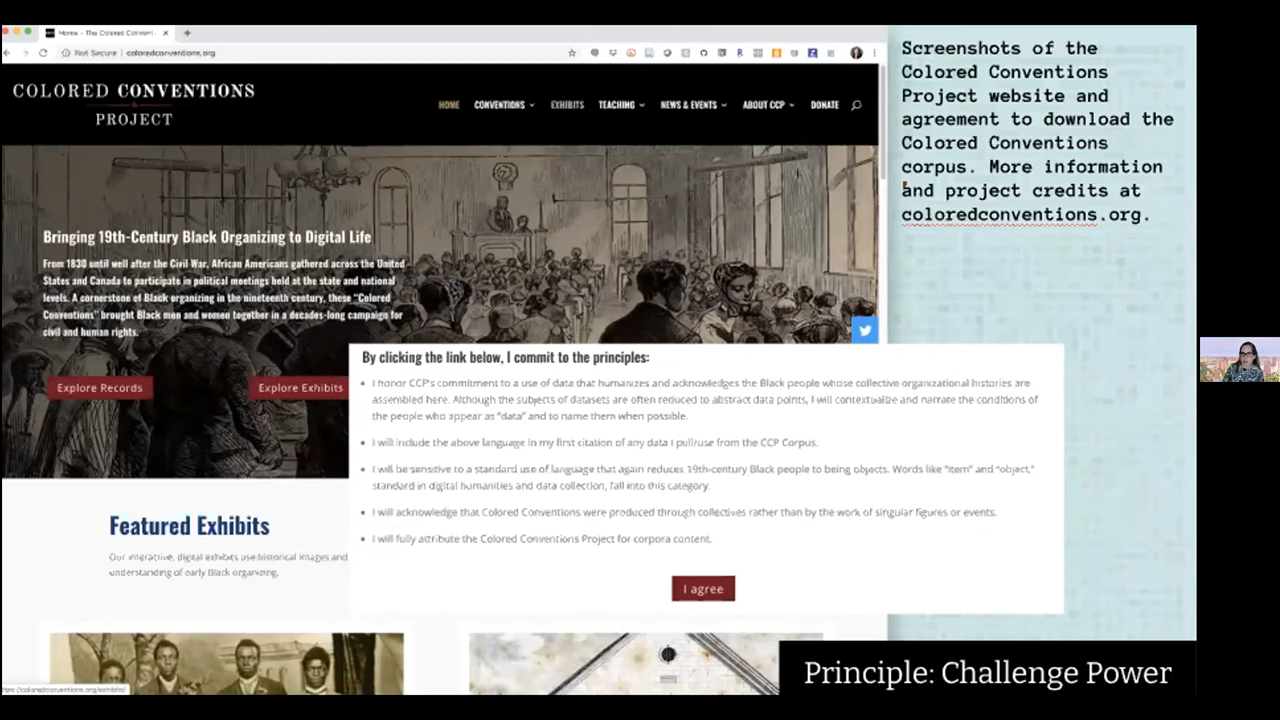 Home - The Colored Convent
Not Secure | coloredconventions.org
COLORED CONVENTIONS
PROJECT
HOME CONVENTIONS EXHIBITS TEACHING NEWS & EVENTS ABOUT CCP DONATE
Bringing 19th-Century Black Organizing to Digital Life
From 1830 until well after the Civil War, African Americans gathered across the United
States and Canada to participate in political meetings held at the state and national
levels. A cornerstone of Black organizing in the nineteenth century, these “Colored
Conventions” brought Black men and women together in a decades-long campaign for
civil and human rights.
Explore Records
Explore Exhibits
Featured Exhibits
Our interactive, digital exhibits use historical images and
understanding of early Black organizing.
By clicking the link below, I commit to the principles:
I honor CCP's commitment to a use of data that humanizes and acknowledges the Black people whose collective organizational histories are
assembled here. Although the subjects of datasets are often reduced to abstract data points, I will contextualize and narrate the conditions of
the people who appear as “data” and to name them when possible.
I will include the above language in my first citation of any data I pull/use from the CCP Corpus.
I will be sensitive to a standard use of language that again reduces 19th-century Black people to being objects. Words like “item” and “object,”
standard in digital humanities and data collection, fall into this category.
I will acknowledge that Colored Conventions were produced through collectives rather than by the work of singular figures or events.
I will fully attribute the Colored Conventions Project for corpora content.
I agree
Screenshots of the
Colored Conventions
Project website and
agreement to download the
Colored Conventions
corpus. More information
and project credits at
coloredconventions.org.
Principle: Challenge Power